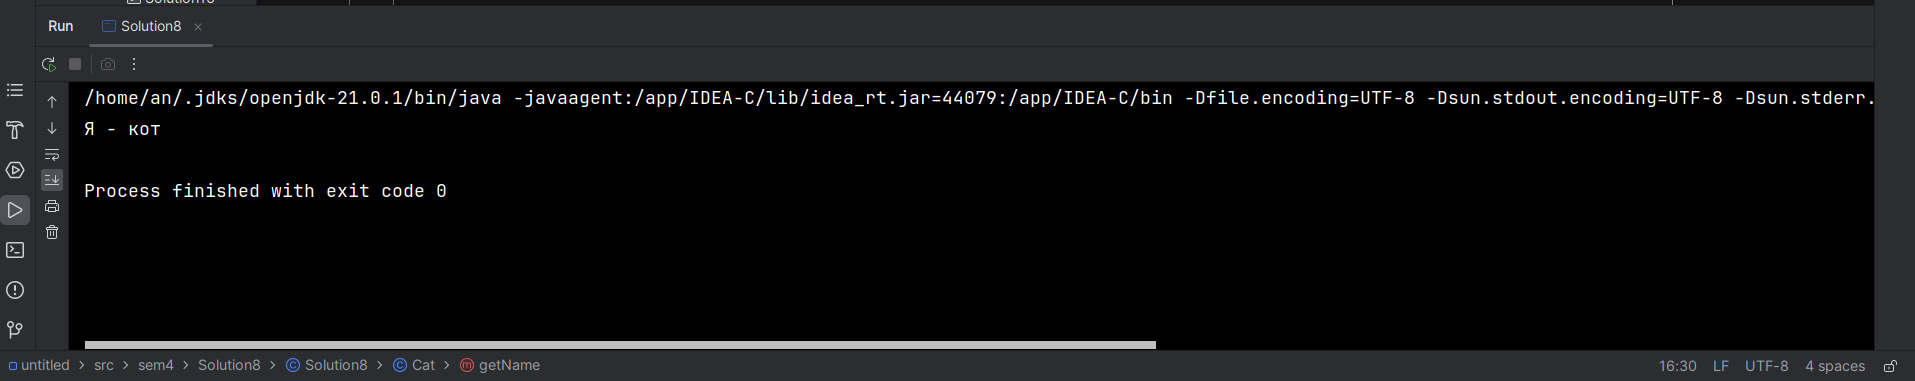 Run Solution8
/home/an/.jdks/openjdk-21.0.1/bin/java -javaagent:/app/IDEA-C/lib/idea_rt.jar=44079:/app/IDEA-C/bin -Dfile.encoding=UTF-8 -Dsun.stdout.encoding=UTF-8 -Dsun.stderr.
Я - кот
Process finished with exit code 0
untitled > src > sem4 > Solution8 > Solution8 > Cat > getName 16:30 LF UTF-8 4 spaces